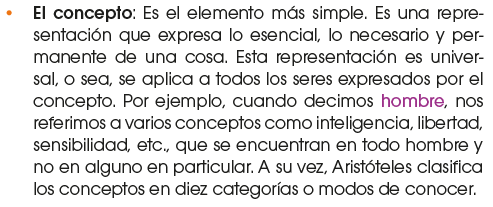 • El concepto: Es el elemento más simple. Es una repre-
sentación que expresa lo esencial, lo necesario y per-
manente de una cosa. Esta representación es univer-
sal, o sea, se aplica a todos los seres expresados por el
concepto. Por ejemplo, cuando decimos hombre, nos
referimos a varios conceptos como inteligencia, libertad,
sensibilidad, etc., que se encuentran en todo hombre y
no en alguno en particular. A su vez, Aristóteles clasifica
los conceptos en diez categorías o modos de conocer.